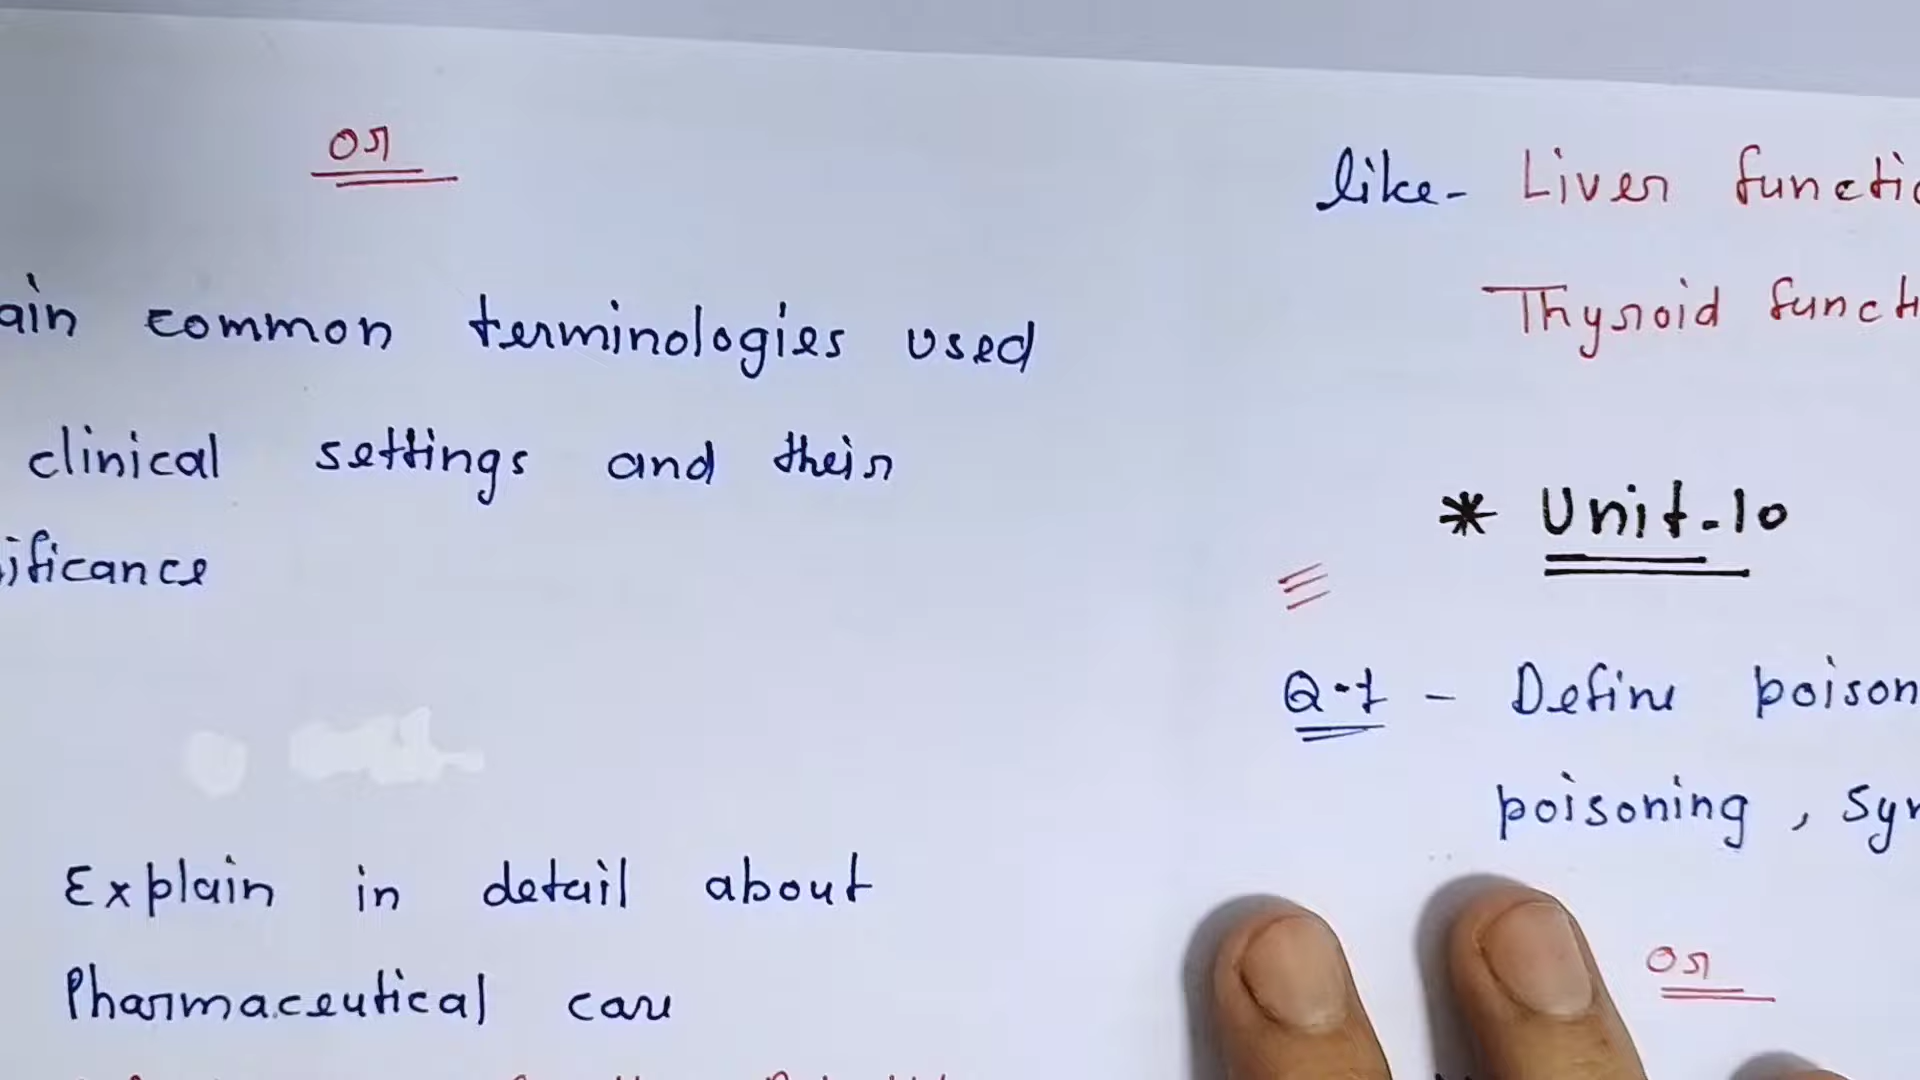 or
ain common terminologies used
clinical settings and their
ificance
Explain in detail about
Pharmaceutical care
like- Liver functi
Thyroid funct
* Unit-10
Q-1 - Define poison
poisoning, Sy
or